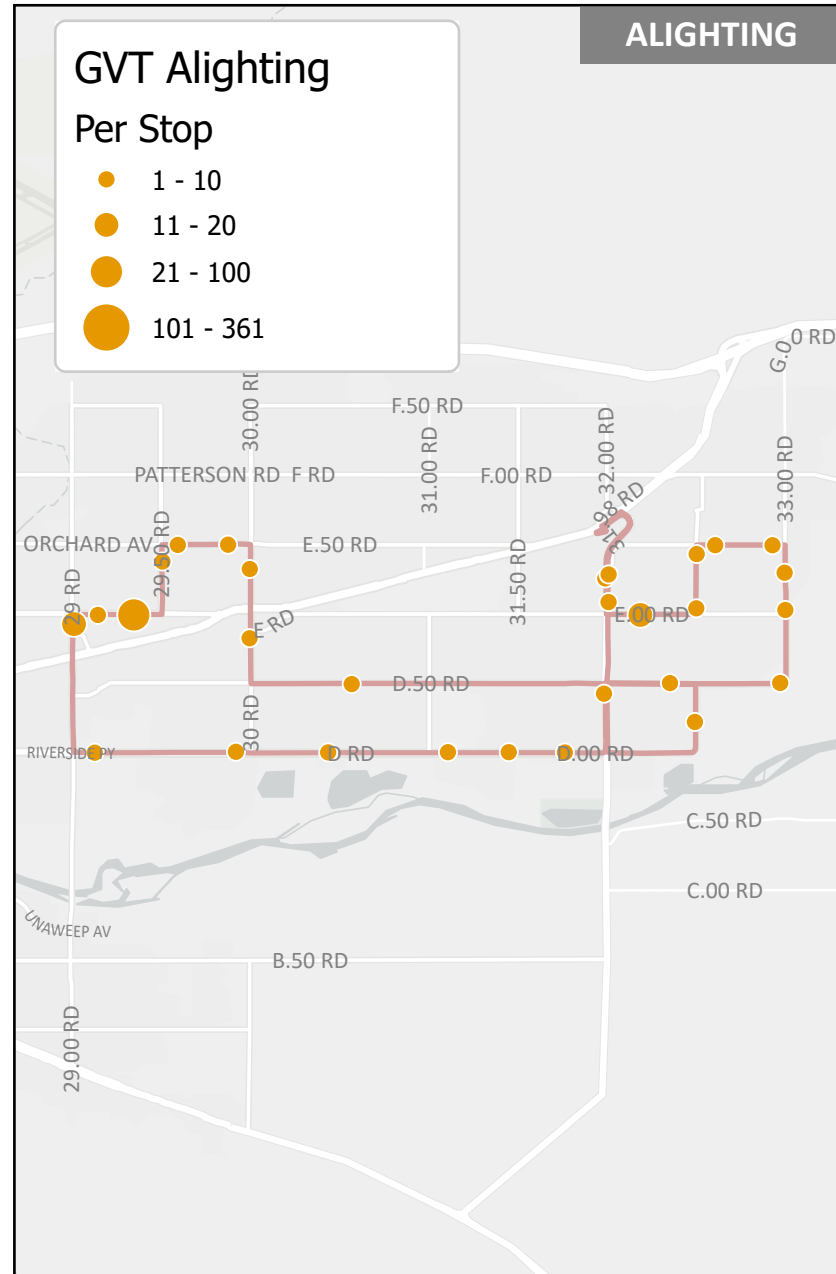 ALIGHTING
GVT Alighting
Per Stop
1 - 10
11 - 20
21 - 100
101 - 361
G.0
0 RD
30.00 RD
F.50 RD
31.00 RD
32.00 RD
33.00 RD
PATTERSON RD
F RD
F.00 RD
98 RD
31.
ORCHARD AV
29.50 RD
E.50 RD
31.50 RD
29 RD
E RD
E.00 RD
D.50 RD
30 RD
RIVERSIDE PY
D RD
D.00 RD
C.50 RD
C.00 RD
UNAWEEP AV
B.50 RD
29.00 RD